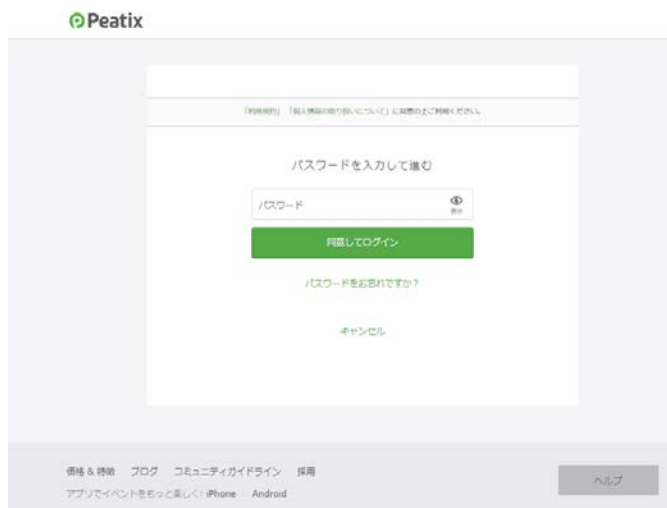 Peatix
「利用規約」「個人情報の取り扱いについて」に同意の上ご利用ください。
パスワードを入力して進む
パスワード
表示
同意してログイン
パスワードをお忘れですか？
キャンセル
価格 & 特徴 ブログ コミュニティガイドライン 採用
アプリでイベントをもっと楽しく! iPhone Android
ヘルプ